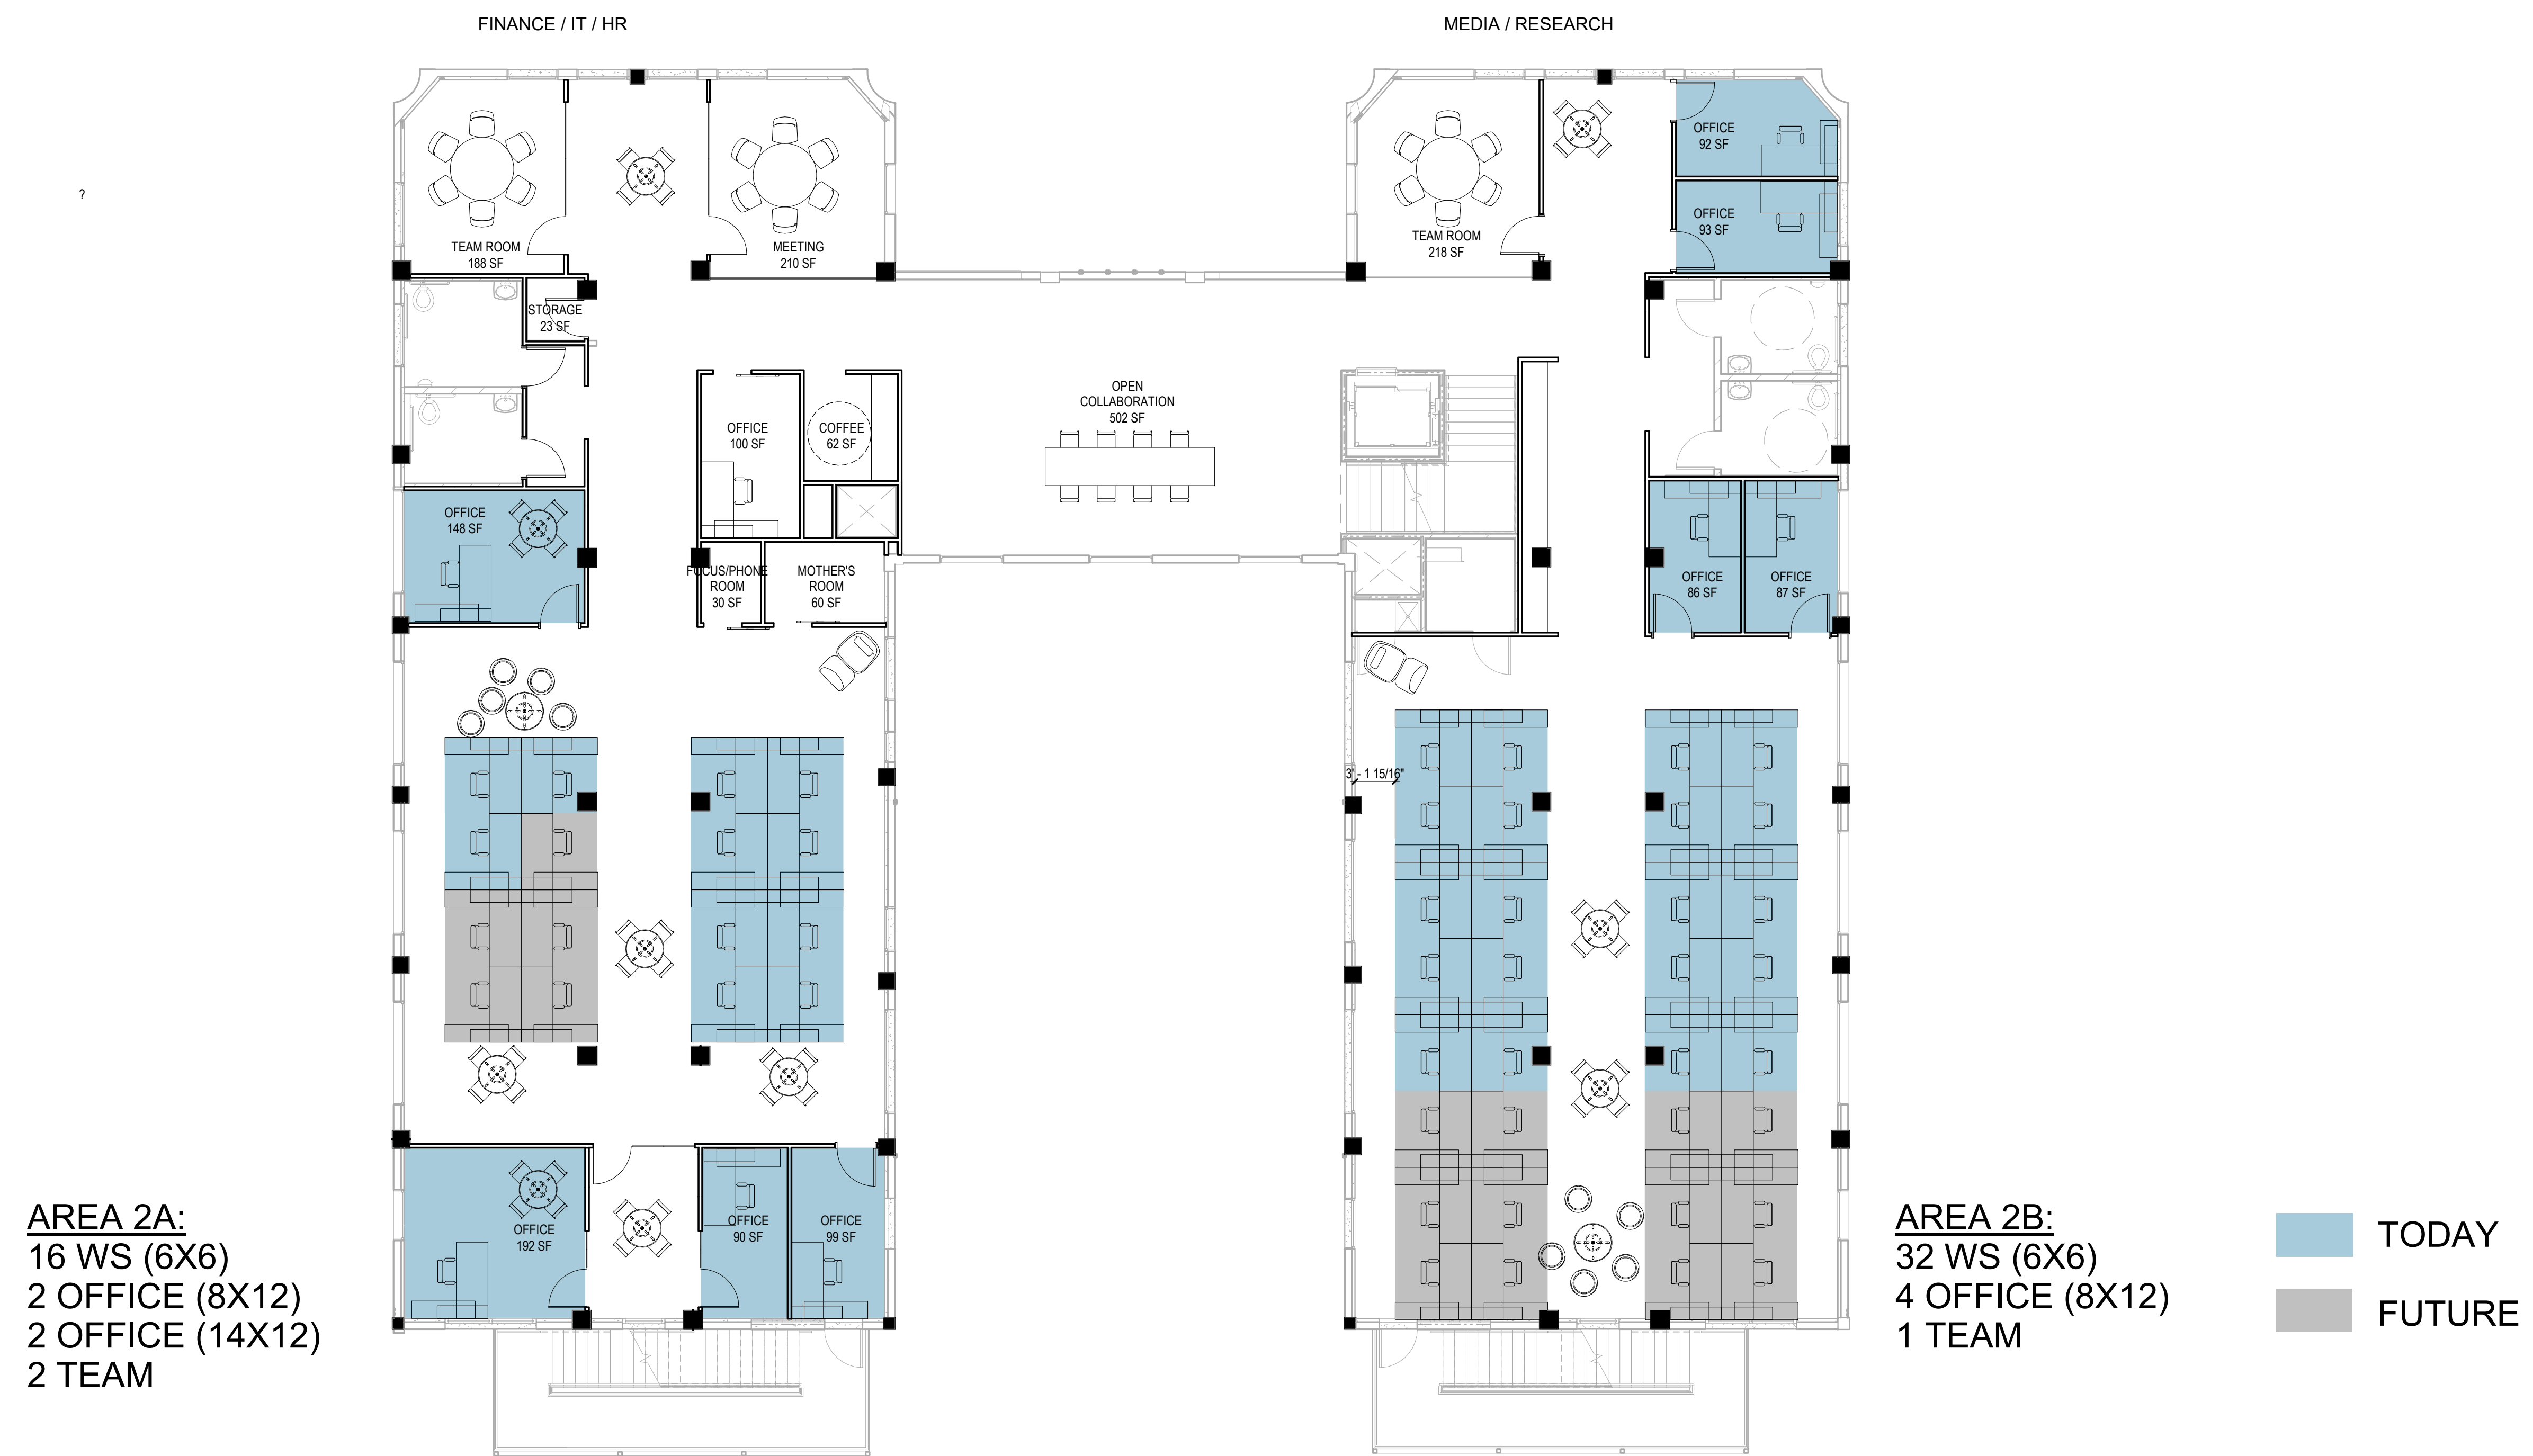 FINANCE / IT / HR
MEDIA / RESEARCH
?
TEAM ROOM
188 SF
MEETING
210 SF
TEAM ROOM
218 SF
OFFICE
92 SF
OFFICE
93 SF
STORAGE
23 SF
OFFICE
100 SF
COFFEE
62 SF
OPEN
COLLABORATION
502 SF
OFFICE
148 SF
FOCUS/PHONE
ROOM
30 SF
MOTHER'S
ROOM
60 SF
OFFICE
86 SF
OFFICE
87 SF
3' - 1 15/16"
OFFICE
192 SF
OFFICE
90 SF
OFFICE
99 SF
AREA 2A:
16 WS (6X6)
2 OFFICE (8X12)
2 OFFICE (14X12)
2 TEAM
AREA 2B:
32 WS (6X6)
4 OFFICE (8X12)
1 TEAM
TODAY
FUTURE